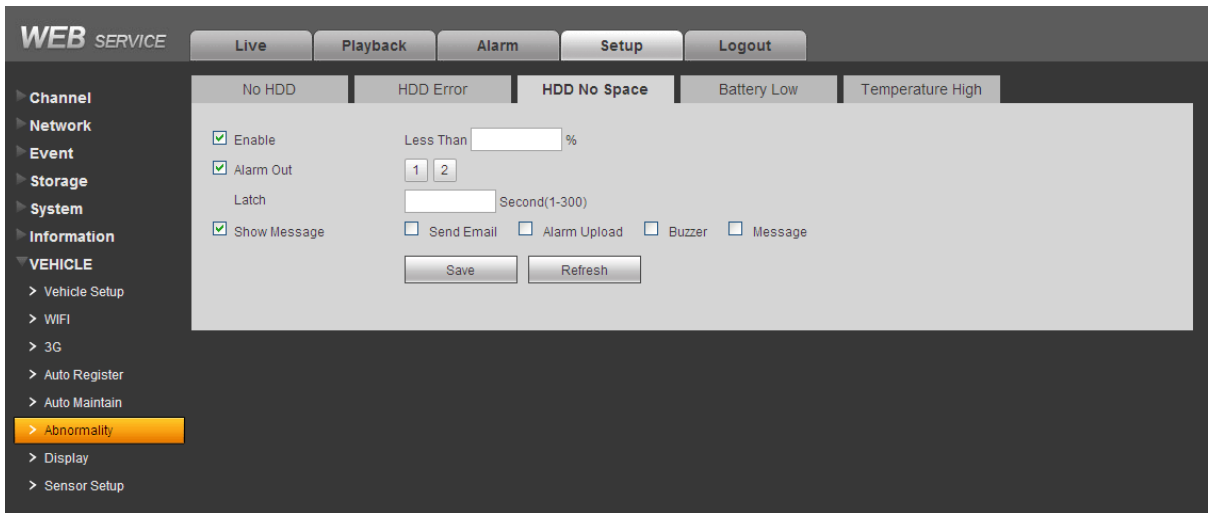 WEB SERVICE
Live Playback Alarm Setup Logout
No HDD HDD Error HDD No Space Battery Low Temperature High
Channel
Network
Event
Storage
System
Information
VEHICLE
> Vehicle Setup
> WIFI
> 3G
> Auto Register
> Auto Maintain
> Abnormality
> Display
> Sensor Setup
Enable Less Than %
Alarm Out 1 2
Latch Second(1-300)
Show Message Send Email Alarm Upload Buzzer Message
Save Refresh